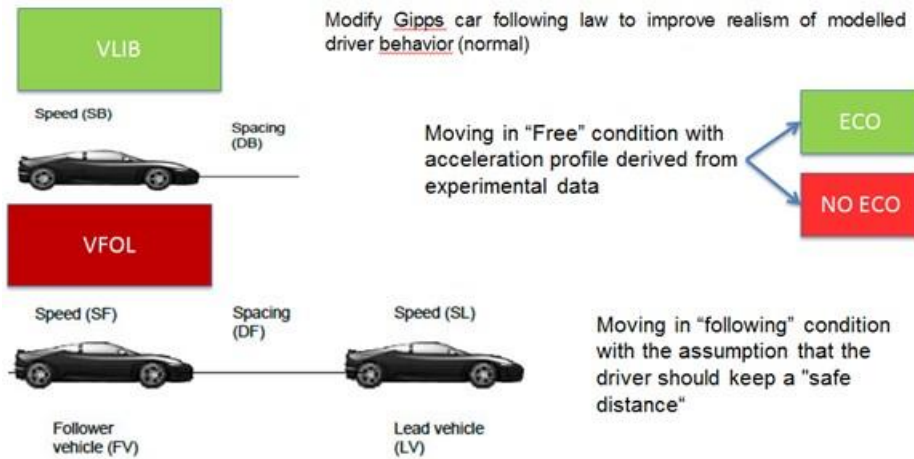 Modify Gipps car following law to improve realism of modelled
driver behavior (normal)
VLIB
Speed (SB)
Spacing
(DB)
Moving in “Free” condition with
acceleration profile derived from
experimental data
ECO
NO ECO
VFOL
Speed (SF)
Spacing
(DF)
Speed (SL)
Moving in “following” condition
with the assumption that the
driver should keep a "safe
distance“
Follower
vehicle (FV)
Lead vehicle
(LV)